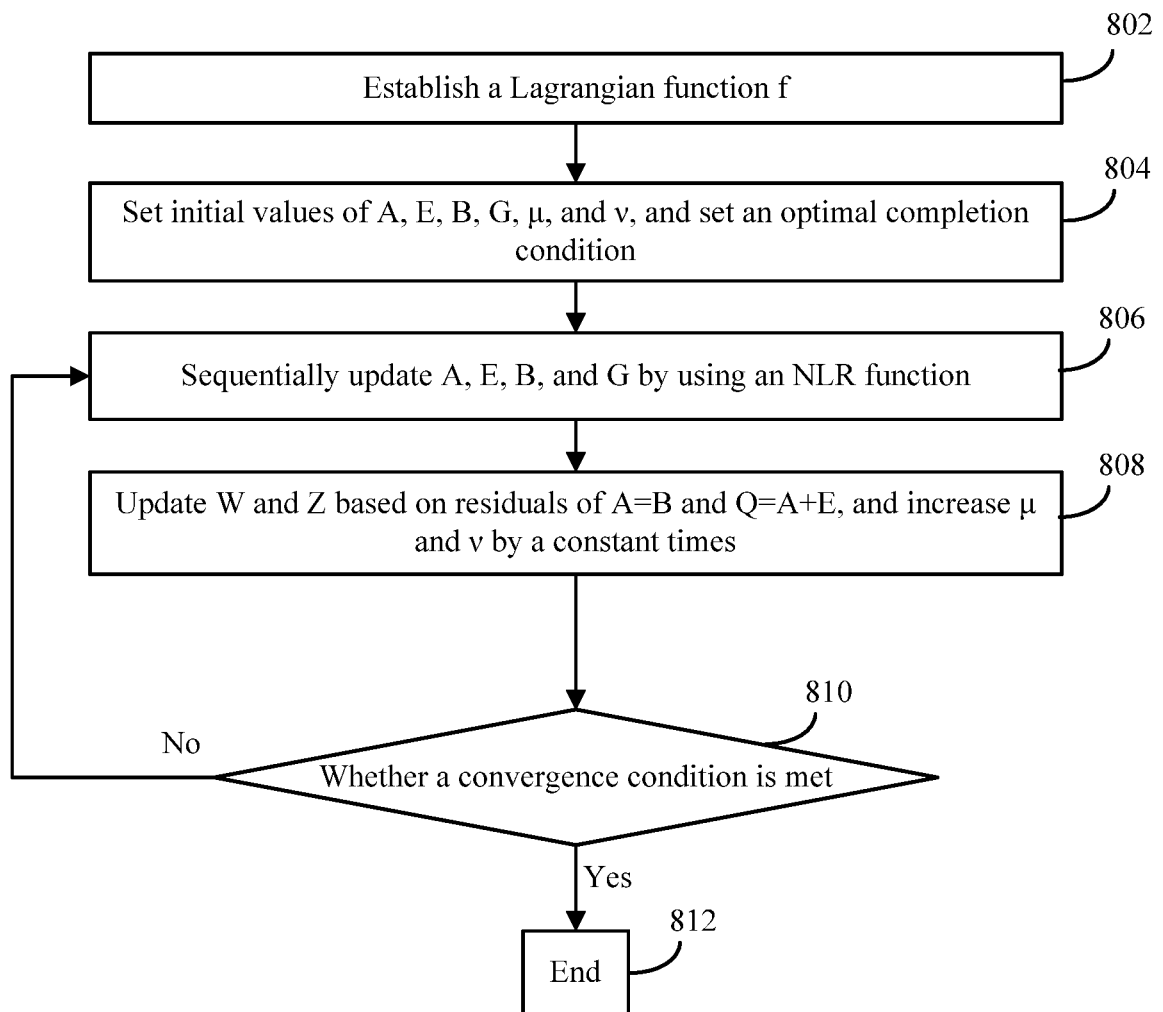 802
Establish a Lagrangian function f
804
Set initial values of A, E, B, G, μ, and ν, and set an optimal completion
condition
806
Sequentially update A, E, B, and G by using an NLR function
808
Update W and Z based on residuals of A=B and Q=A+E, and increase μ
and ν by a constant times
810
No
Whether a convergence condition is met
Yes
812
End